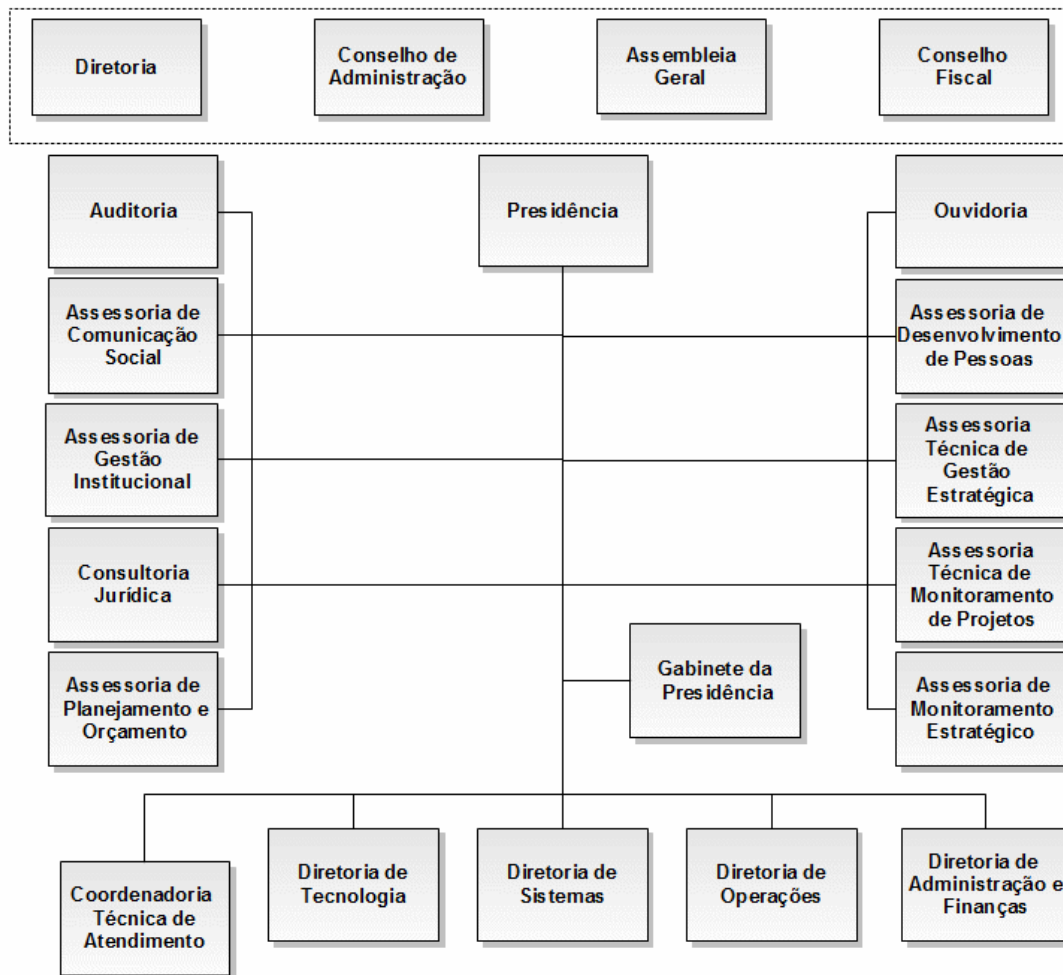 Diretoria
Conselho de
Administração
Assembleia
Geral
Conselho
Fiscal
Auditoria
Presidência
Ouvidoria
Assessoria de
Comunicação
Social
Assessoria de
Desenvolvimento
de Pessoas
Assessoria de
Gestão
Institucional
Assessoria
Técnica de
Gestão
Estratégica
Consultoria
Jurídica
Assessoria
Técnica de
Monitoramento
de Projetos
Gabinete da
Presidência
Assessoria de
Planejamento e
Orçamento
Assessoria de
Monitoramento
Estratégico
Coordenadoria
Técnica de
Atendimento
Diretoria de
Tecnologia
Diretoria de
Sistemas
Diretoria de
Operações
Diretoria de
Administração e
Finanças